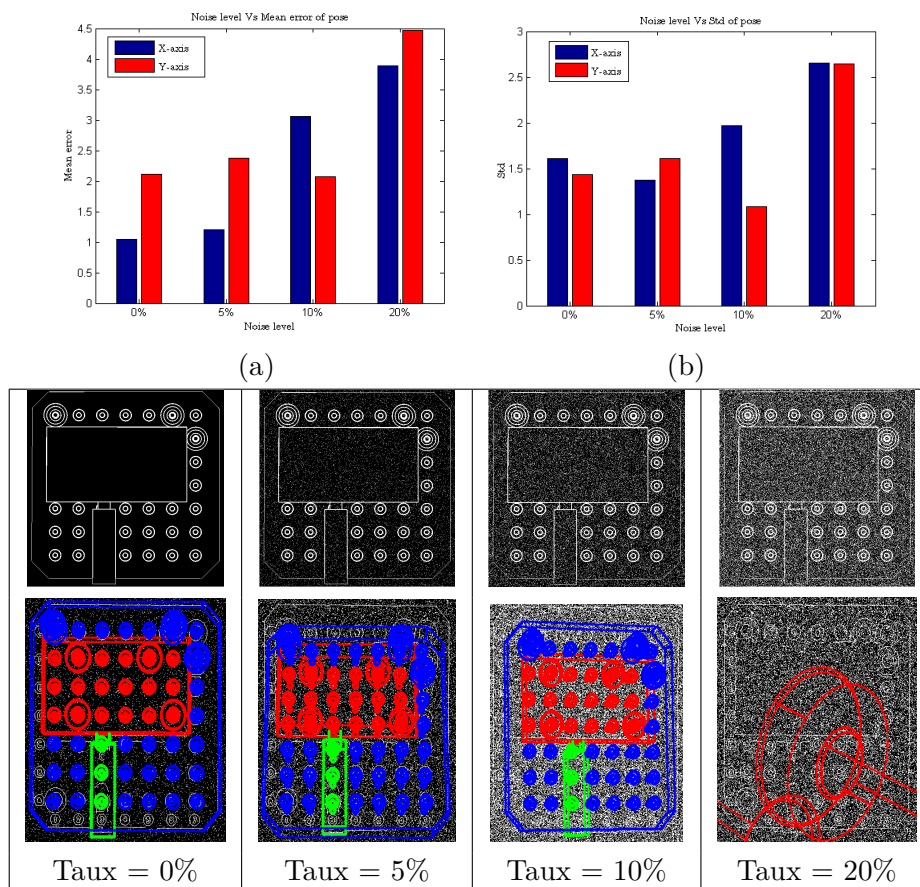 Noise level Vs Mean error of pose
4.5
4
3.5
3
2.5
2
1.5
1
0.5
0
Mean error
X-axis
Y-axis
0% 5% 10% 20%
Noise level
(a)
Noise level Vs Std of pose
3
2.5
2
1.5
1
0.5
0
Std
X-axis
Y-axis
0% 5% 10% 20%
Noise level
(b)
Taux = 0% Taux = 5% Taux = 10% Taux = 20%